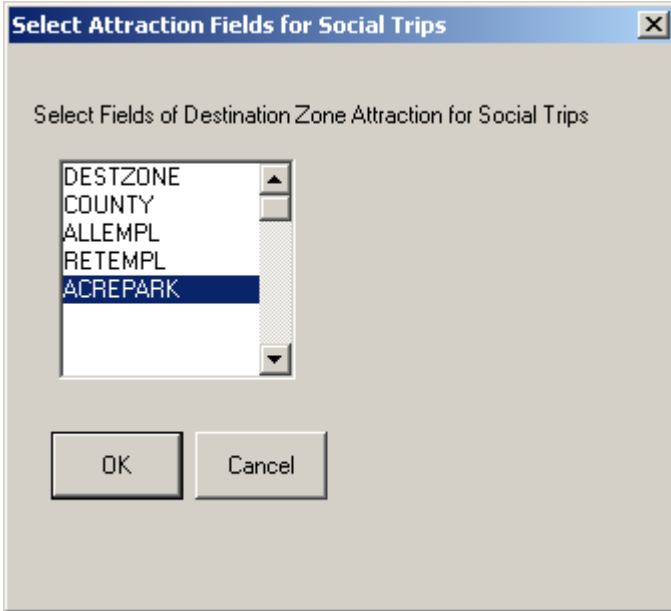 Select Attraction Fields for Social Trips
Select Fields of Destination Zone Attraction for Social Trips
DESTZONE
COUNTY
ALLEMPL
RETEMPL
ACREPARK
OK
Cancel